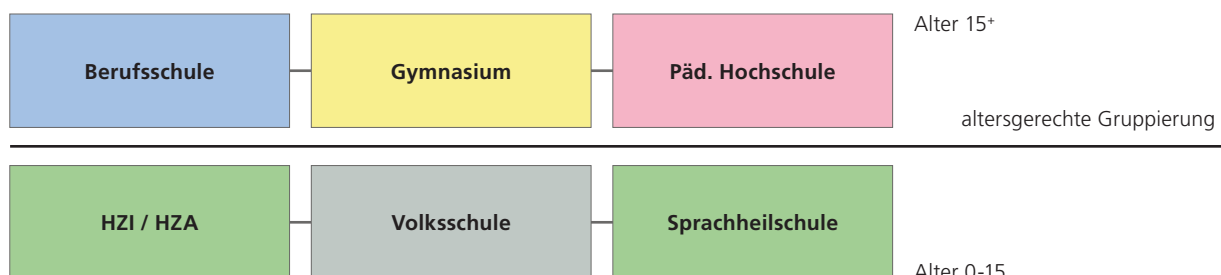 Alter 15⁺
Berufsschule Gymnasium Päd. Hochschule
altersgerechte Gruppierung
HZI / HZA Volksschule Sprachheilschule
Alter 0-15